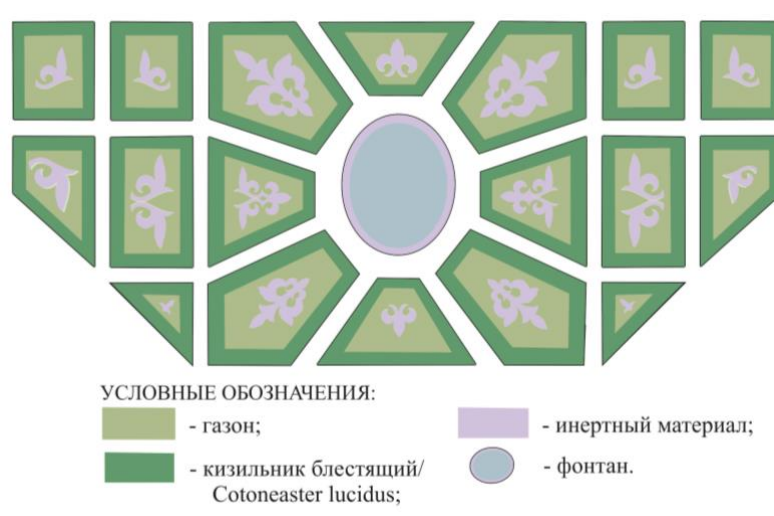 УСЛОВНЫЕ ОБОЗНАЧЕНИЯ:
- газон;
- инертный материал;
- кизильник блестящий/
Cotoneaster lucidus;
- фонтан.